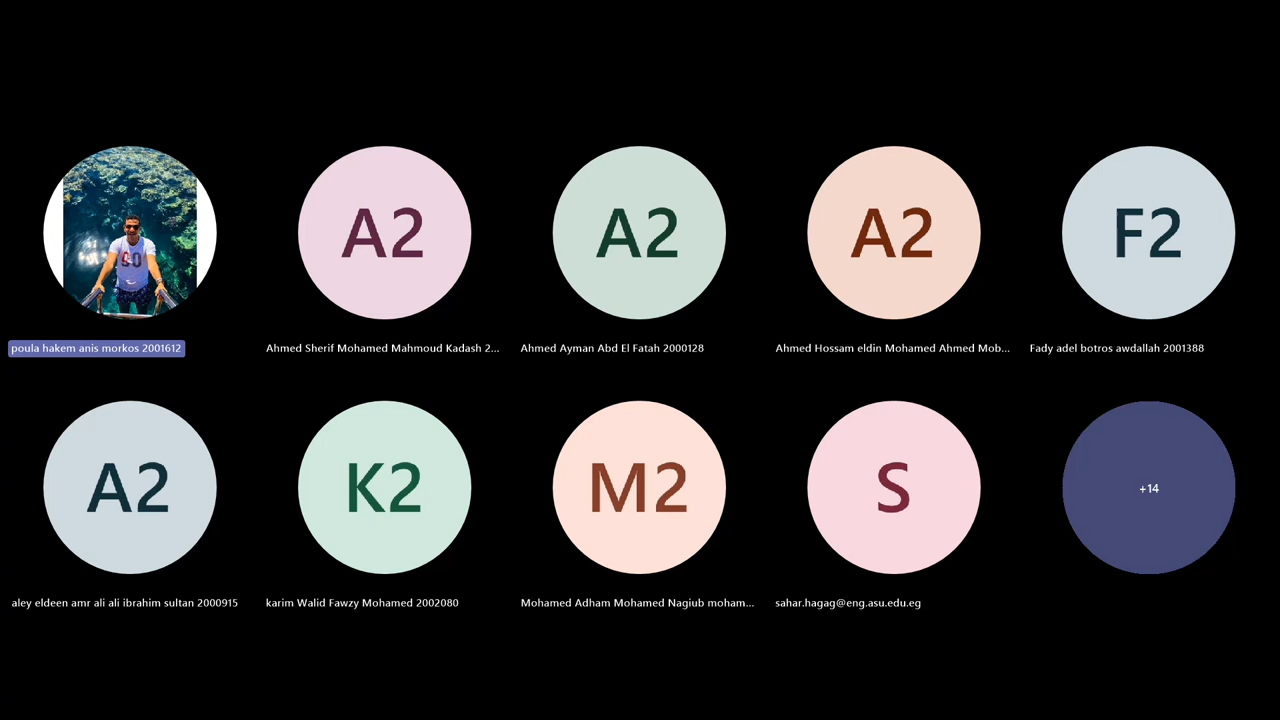 A2
A2
A2
F2
poula hakem anis morkos 2001612
Ahmed Sherif Mohamed Mahmoud Kadash 2...
Ahmed Ayman Abd El Fatah 2000128
Ahmed Hossam eldin Mohamed Ahmed Mob...
Fady adel botros awdallah 2001388
A2
K2
M2
S
+14
aley eldeen amr ali ali ibrahim sultan 2000915
karim Walid Fawzy Mohamed 2002080
Mohamed Adham Mohamed Nagiub moham...
sahar.hagag@eng.asu.edu.eg